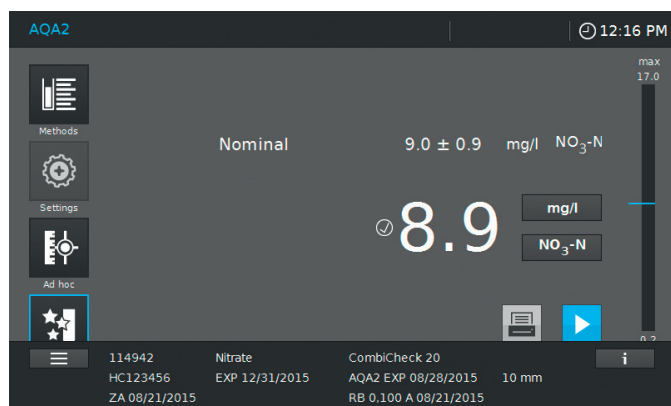 AQA2 12:16 PM
max
17.0
Methods
Nominal 9.0 ± 0.9 mg/l NO₃-N
Settings
8.9 mg/l
NO₃-N
Ad hoc
0.2
114942 Nitrate CombiCheck 20 i
HC123456 EXP 12/31/2015 AQA2 EXP 08/28/2015 10 mm
ZA 08/21/2015 RB 0,100 A 08/21/2015